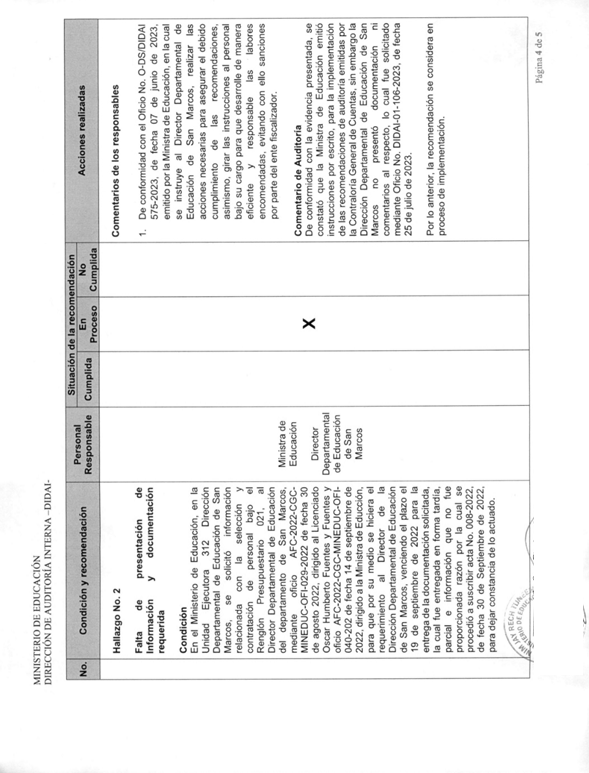 MINISTERIO DE EDUCACIÓN
DIRECCIÓN DE AUDITORÍA INTERNA –DIDAI-
No.
Condición y recomendación
Personal
Responsable
Situación de la recomendación
Cumplida
En
Proceso
No
Cumplida
Acciones realizadas
Hallazgo No. 2
Falta de presentación de
Información y documentación
requerida
Condición
En el Ministerio de Educación, en la
Unidad Ejecutora 312 Dirección
Departamental de Educación de San
Marcos, se solicitó información
relacionada con la selección y
contratación de personal bajo el
Renglón Presupuestario 021, al
Director Departamental de Educación
del departamento de San Marcos,
mediante oficio AFC-2022-CGC-
MINEDUC-OFI-029-2022 de fecha 30
de agosto 2022, dirigido al Licenciado
Oscar Humberto Fuentes y Fuentes y
oficio AFC-2022-CGC-MINEDUC-OFI-
040-202 de fecha 14 de septiembre de
2022, dirigido a la Ministra de Educción,
para que por su medio se hiciera el
requerimiento al Director de la
Dirección Departamental de Educación
de San Marcos, venciendo el plazo el
19 de septiembre de 2022 para la
entrega de la documentación solicitada,
la cual fue entregada en forma tardía,
parcial e información que no fue
proporcionada razón por la cual se
procedió a suscribir acta No. 008-2022,
de fecha 30 de Septiembre de 2022,
para dejar constancia de lo actuado.
Ministra de
Educación
Director
Departamental
de Educación
de San
Marcos
X
Comentarios de los responsables
1. De conformidad con el Oficio No. O-DS/DIDAI
575-2023, de fecha 07 de junio de 2023,
emitido por la Ministra de Educación, en la cual
se instruye al Director Departamental de
Educación de San Marcos, realizar las
acciones necesarias para asegurar el debido
cumplimiento de las recomendaciones,
asimismo, girar las instrucciones al personal
bajo su cargo para que desarrolle de manera
eficiente y responsable las labores
encomendadas, evitando con ello sanciones
por parte del ente fiscalizador.
Comentario de Auditoría
De conformidad con la evidencia presentada, se
constató que la Ministra de Educación emitió
instrucciones por escrito, para la implementación
de las recomendaciones de auditoría emitidas por
la Contraloría General de Cuentas, sin embargo la
Dirección Departamental de Educación de San
Marcos no presentó documentación ni
comentarios al respecto, lo cual fue solicitado
mediante Oficio No. DIDAI-01-106-2023, de fecha
25 de julio de 2023.
Por lo anterior, la recomendación se considera en
proceso de implementación.
Página 4 de 5